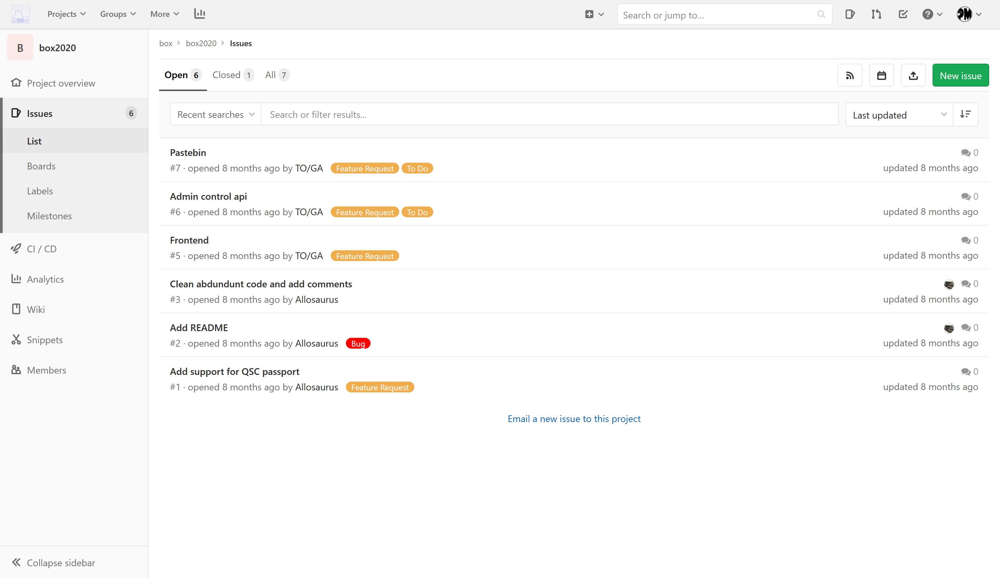 QSCtech
Projects
Groups
More
Search or jump to...
B
box2020
Project overview
Issues
6
List
Boards
Labels
Milestones
CI / CD
Analytics
Wiki
Snippets
Members
Collapse sidebar
box > box2020 > Issues
Open 6
Closed 1
All 7
New issue
Recent searches
Search or filter results...
Last updated
Pastebin
0
#7 · opened 8 months ago by TO/GA Feature Request To Do
updated 8 months ago
Admin control api
0
#6 · opened 8 months ago by TO/GA Feature Request To Do
updated 8 months ago
Frontend
0
#5 · opened 8 months ago by TO/GA Feature Request
updated 8 months ago
Clean abdundunt code and add comments
0
#3 · opened 8 months ago by Allosaurus
updated 8 months ago
Add README
0
#2 · opened 8 months ago by Allosaurus Bug
updated 8 months ago
Add support for QSC passport
0
#1 · opened 8 months ago by Allosaurus Feature Request
updated 8 months ago
Email a new issue to this project